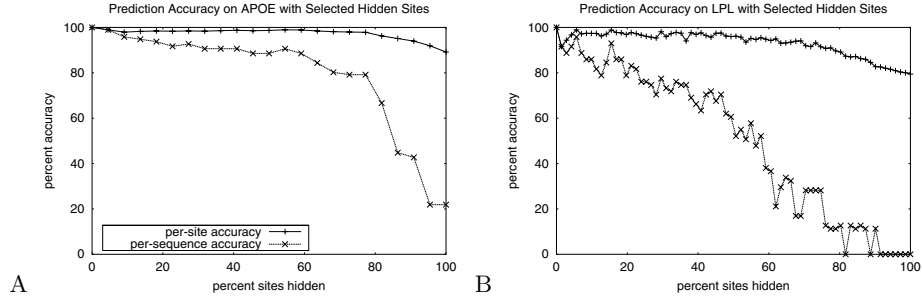 Prediction Accuracy on APOE with Selected Hidden Sites
percent accuracy
100
80
60
40
20
0
per-site accuracy
per-sequence accuracy
0 20 40 60 80 100
percent sites hidden
A
Prediction Accuracy on LPL with Selected Hidden Sites
percent accuracy
100
80
60
40
20
0
0 20 40 60 80 100
percent sites hidden
B